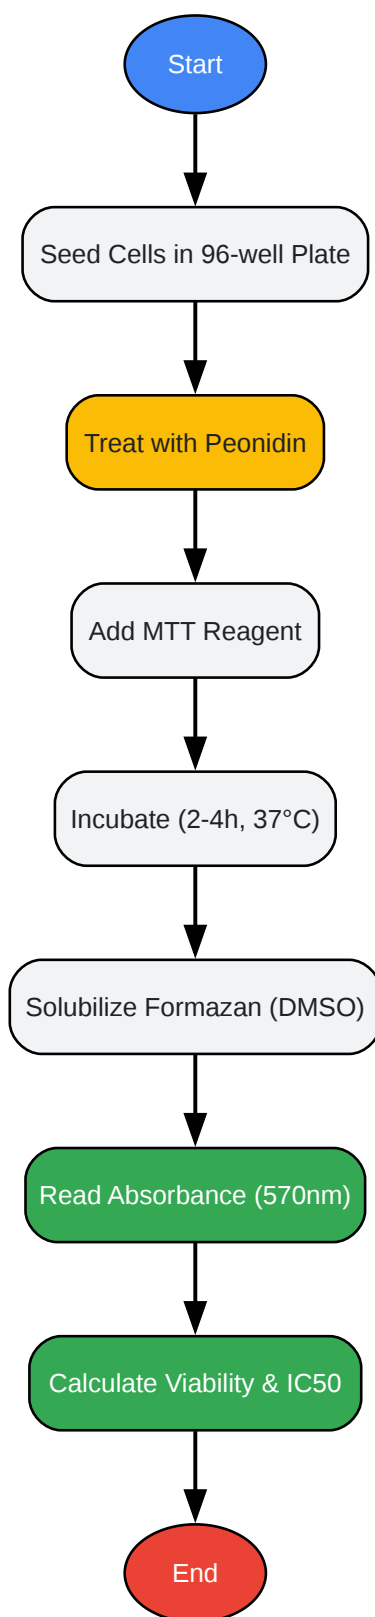 Start
Seed Cells in 96-well Plate
Treat with Peonidin
Add MTT Reagent
Incubate (2-4h, 37°C)
Solubilize Formazan (DMSO)
Read Absorbance (570nm)
Calculate Viability & IC50
End